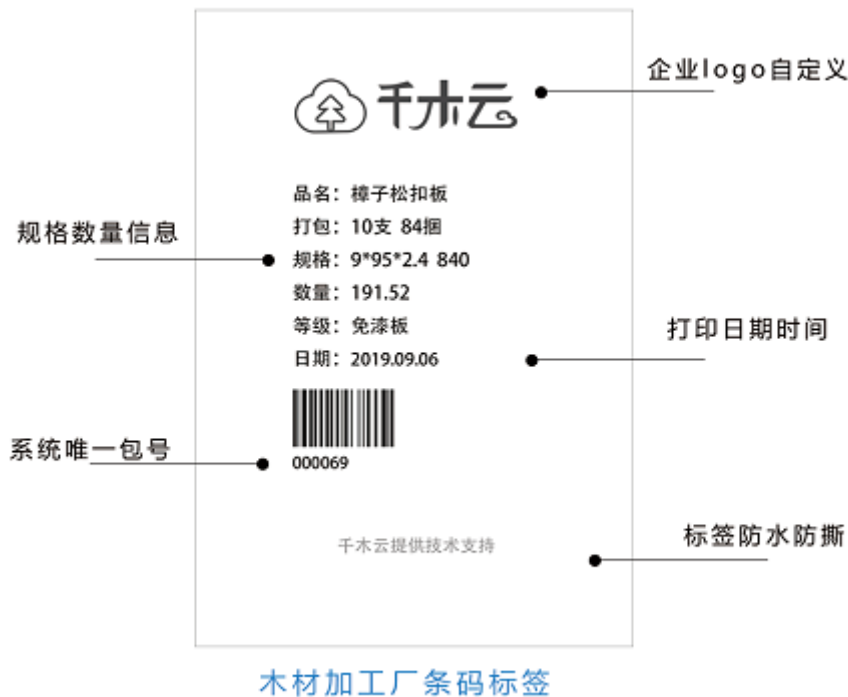 企业logo自定义
千木云
品名：樟子松扣板
打包：10支 84捆
规格数量信息
规格：9*95*2.4 840
数量：191.52
等级：免漆板
打印日期时间
日期：2019.09.06
系统唯一包号
000069
标签防水防撕
千木云提供技术支持
木材加工厂条码标签